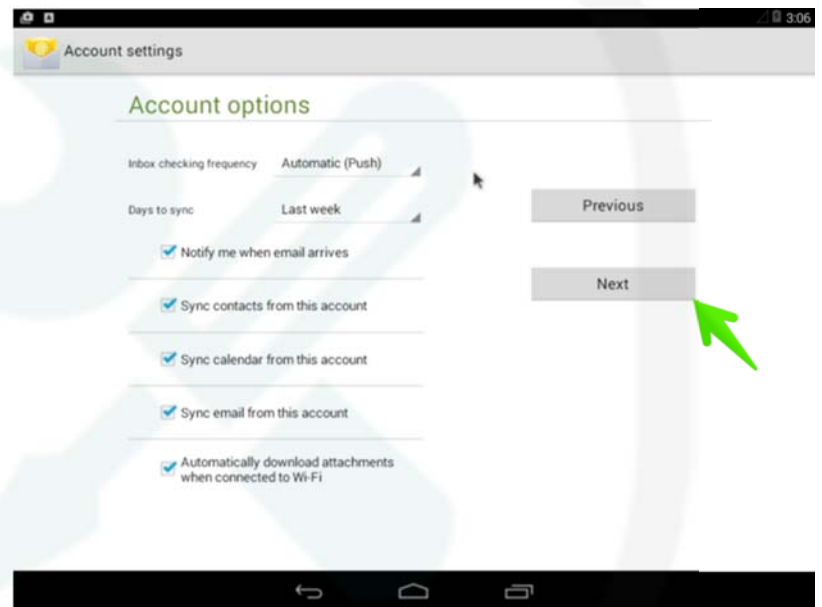 3:06
Account settings
Account options
Inbox checking frequency Automatic (Push)
Days to sync Last week
Previous
Notify me when email arrives
Next
Sync contacts from this account
Sync calendar from this account
Sync email from this account
Automatically download attachments
when connected to Wi-Fi